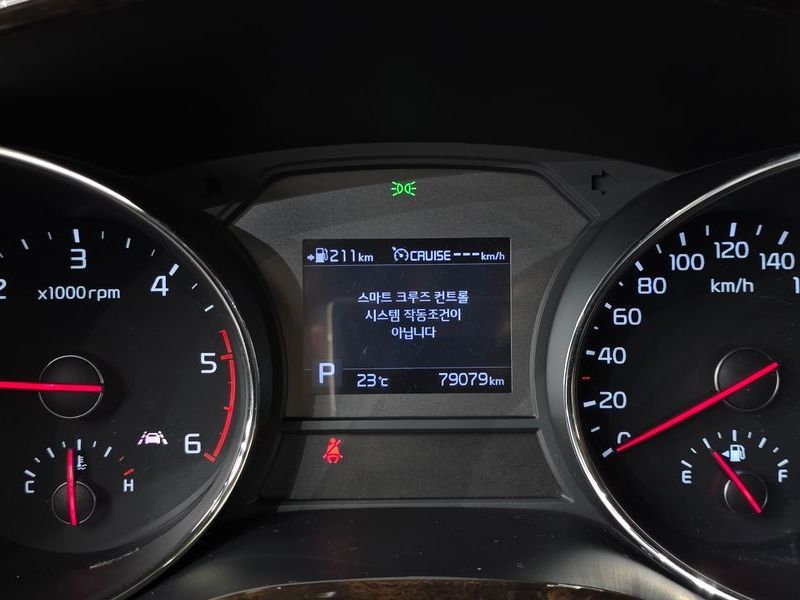 211km CRUISE ---km/h
스마트 크루즈 컨트롤
시스템 작동조건이
아닙니다
P 23℃ 79079km
2 3 4 5 6
x1000rpm
C H
0 20 40 60 80 100 120 140
km/h
E F